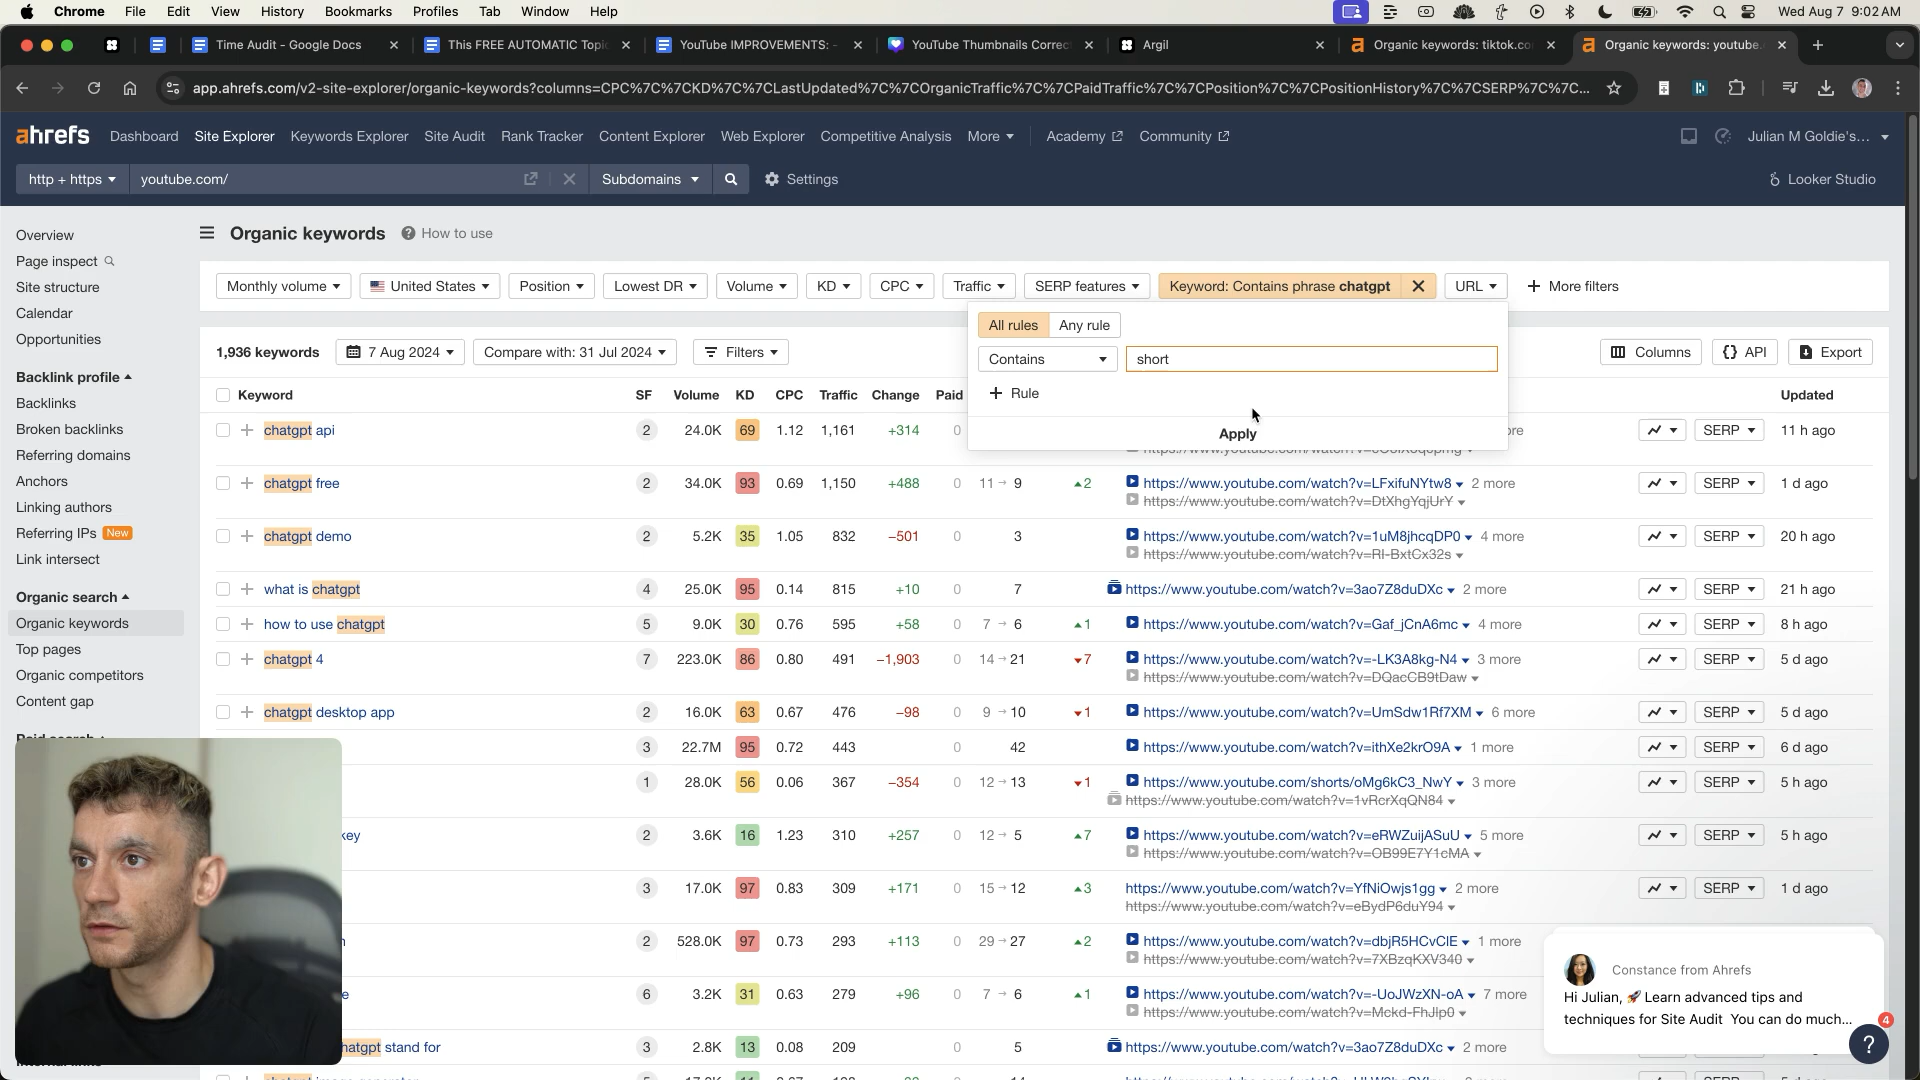 Chrome File Edit View History Bookmarks Profiles Tab Window Help Wed Aug 7 9:02 AM
Time Audit - Google Docs This FREE AUTOMATIC Topi YouTube IMPROVEMENTS: - YouTube Thumbnails Correc Argil Organic keywords: tiktok.co Organic keywords: youtube.
app.ahrefs.com/v2-site-explorer/organic-keywords?columns=CPC%7C%7CKD%7C%7CLastUpdated%7C%7COrganicTraffic%7C%7CPaidTraffic%7C%7CPosition%7C%7CPositionHistory%7C%7CSERP%7C%7C...
ahrefs Dashboard Site Explorer Keywords Explorer Site Audit Rank Tracker Content Explorer Web Explorer Competitive Analysis More Academy Community Julian M Goldie's...
http + https youtube.com/ Subdomains Settings Looker Studio
Overview
Page inspect
Site structure
Calendar
Opportunities
Backlink profile
Backlinks
Broken backlinks
Referring domains
Anchors
Linking authors
Referring IPs New
Link intersect
Organic search
Organic keywords
Top pages
Organic competitors
Content gap
Organic keywords How to use
Monthly volume United States Position Lowest DR Volume KD CPC Traffic SERP features Keyword: Contains phrase chatgpt URL + More filters
All rules Any rule
Contains short
+ Rule
Apply
1,936 keywords 7 Aug 2024 Compare with: 31 Jul 2024 Filters Columns API Export
Keyword SF Volume KD CPC Traffic Change Paid Updated
chatgpt api 2 24.0K 69 1.12 1,161 +314 0 ore SERP 11 h ago
chatgpt free 2 34.0K 93 0.69 1,150 +488 0 11 → 9 2 https://www.youtube.com/watch?v=LFxifuNYtw8 2 more SERP 1 d ago
https://www.youtube.com/watch?v=DtXhgYqjUrY
chatgpt demo 2 5.2K 35 1.05 832 −501 0 3 https://www.youtube.com/watch?v=1uM8jhcqDP0 4 more SERP 20 h ago
https://www.youtube.com/watch?v=RI-BxtCx32s
what is chatgpt 4 25.0K 95 0.14 815 +10 0 7 https://www.youtube.com/watch?v=3ao7Z8duDXc 2 more SERP 21 h ago
how to use chatgpt 5 9.0K 30 0.76 595 +58 0 7 → 6 1 https://www.youtube.com/watch?v=Gaf_jCnA6mc 4 more SERP 8 h ago
chatgpt 4 7 223.0K 86 0.80 491 −1,903 0 14 → 21 7 https://www.youtube.com/watch?v=-LK3A8kg-N4 3 more SERP 5 d ago
https://www.youtube.com/watch?v=DQacCB9tDaw
chatgpt desktop app 2 16.0K 63 0.67 476 −98 0 9 → 10 1 https://www.youtube.com/watch?v=UmSdw1Rf7XM 6 more SERP 5 d ago
3 22.7M 95 0.72 443 0 42 https://www.youtube.com/watch?v=ithXe2krO9A 1 more SERP 6 d ago
1 28.0K 56 0.06 367 −354 0 12 → 13 1 https://www.youtube.com/shorts/oMg6kC3_NwY 3 more SERP 5 h ago
https://www.youtube.com/watch?v=1vRcrXqQN84
key 2 3.6K 16 1.23 310 +257 0 12 → 5 7 https://www.youtube.com/watch?v=eRWZuijASuU 5 more SERP 5 h ago
https://www.youtube.com/watch?v=OB99E7Y1cMA
3 17.0K 97 0.83 309 +171 0 15 → 12 3 https://www.youtube.com/watch?v=YfNiOwjs1gg 2 more SERP 1 d ago
https://www.youtube.com/watch?v=eBydP6duY94
2 528.0K 97 0.73 293 +113 0 29 → 27 2 https://www.youtube.com/watch?v=dbjR5HCvClE 1 more
https://www.youtube.com/watch?v=7XBzqKXV340
e 6 3.2K 31 0.63 279 +96 0 7 → 6 1 https://www.youtube.com/watch?v=-UoJWzXN-oA 7 more
https://www.youtube.com/watch?v=Mckd-FhJlp0
hatgpt stand for 3 2.8K 13 0.08 209 0 5 https://www.youtube.com/watch?v=3ao7Z8duDXc 2 more
Constance from Ahrefs
Hi Julian, 🚀 Learn advanced tips and
techniques for Site Audit You can do much...
4
?